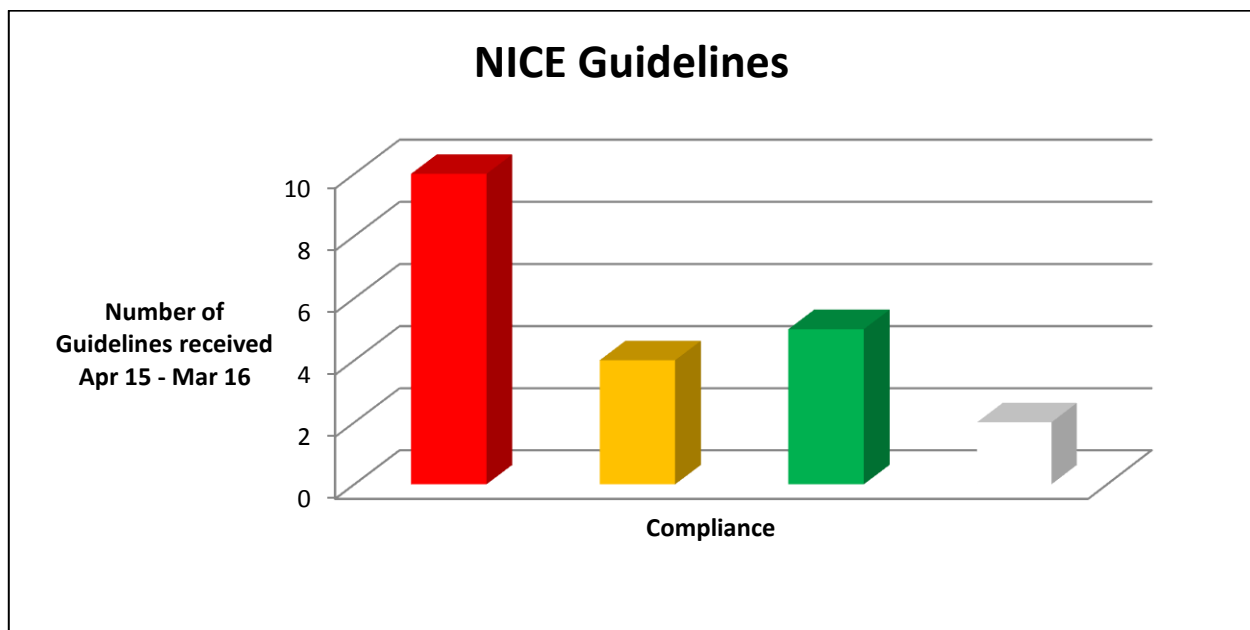 NICE Guidelines
10
8
6
4
2
0
Number of
Guidelines received
Apr 15 - Mar 16
Compliance